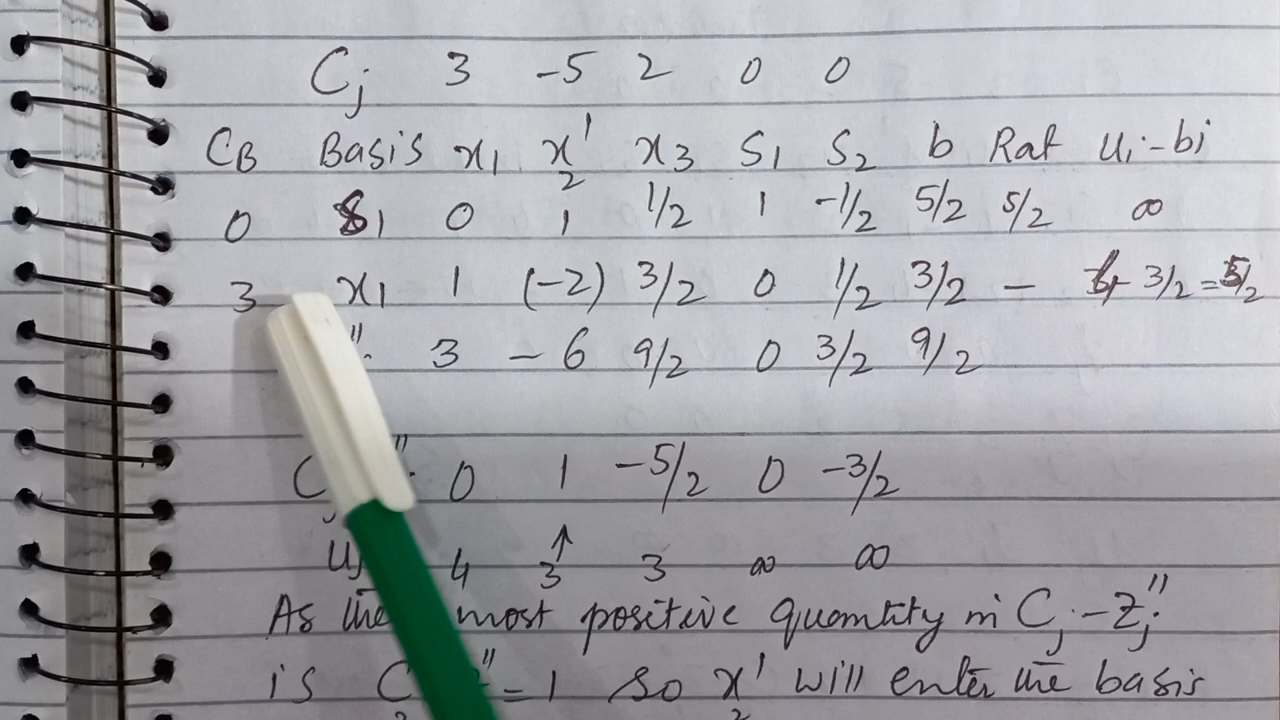 Cj 3 -5 2 0 0
CB Basis x1 x2' x3 S1 S2 b Rat ui-bi
0 S1 0 1 1/2 1 -1/2 5/2 5/2 ∞
3 x1 1 (-2) 3/2 0 1/2 3/2 - 3/2 = 5/2
3 -6 9/2 0 3/2 9/2
C " 0 1 -5/2 0 -3/2
uj 4 3 3 ∞ ∞
As the most positive quantity in Cj-Zj"
is C2 " = 1 so x2' will enter the basis